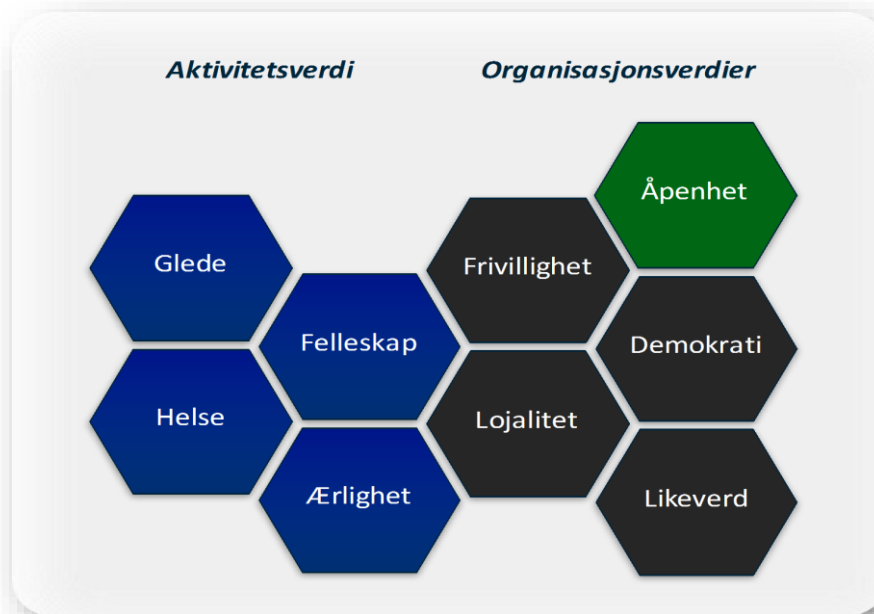 Aktivitetsverdi
Organisasjonsverdier
Åpenhet
Glede
Frivillighet
Felleskap
Demokrati
Helse
Lojalitet
Ærlighet
Likeverd